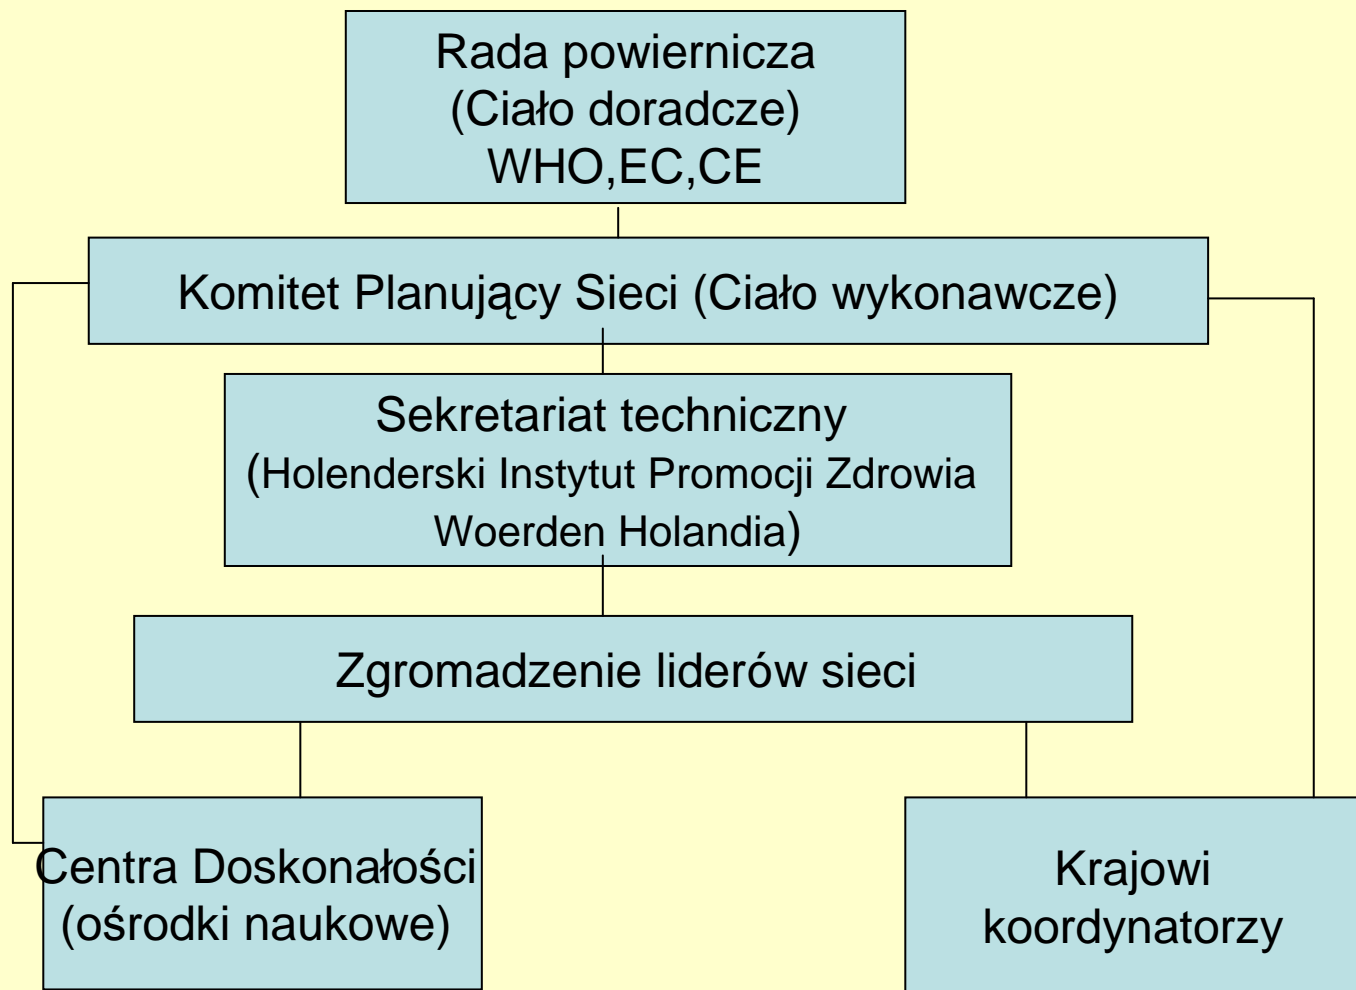 Rada powiernicza
(Ciało doradcze)
WHO,EC,CE
Komitet Planujący Sieci (Ciało wykonawcze)
Sekretariat techniczny
(Holenderski Instytut Promocji Zdrowia
Woerden Holandia)
Zgromadzenie liderów sieci
Centra Doskonałości
(ośrodki naukowe)
Krajowi
koordynatorzy